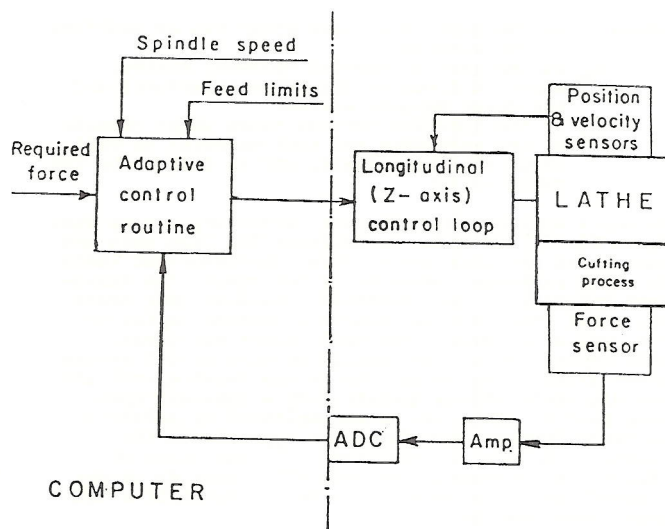 Spindle speed
Feed limits
Required
force
Adaptive
control
routine
Longitudinal
(Z- axis)
control loop
Position
& velocity
sensors
LATHE
Cutting
process
Force
sensor
ADC
Amp.
COMPUTER